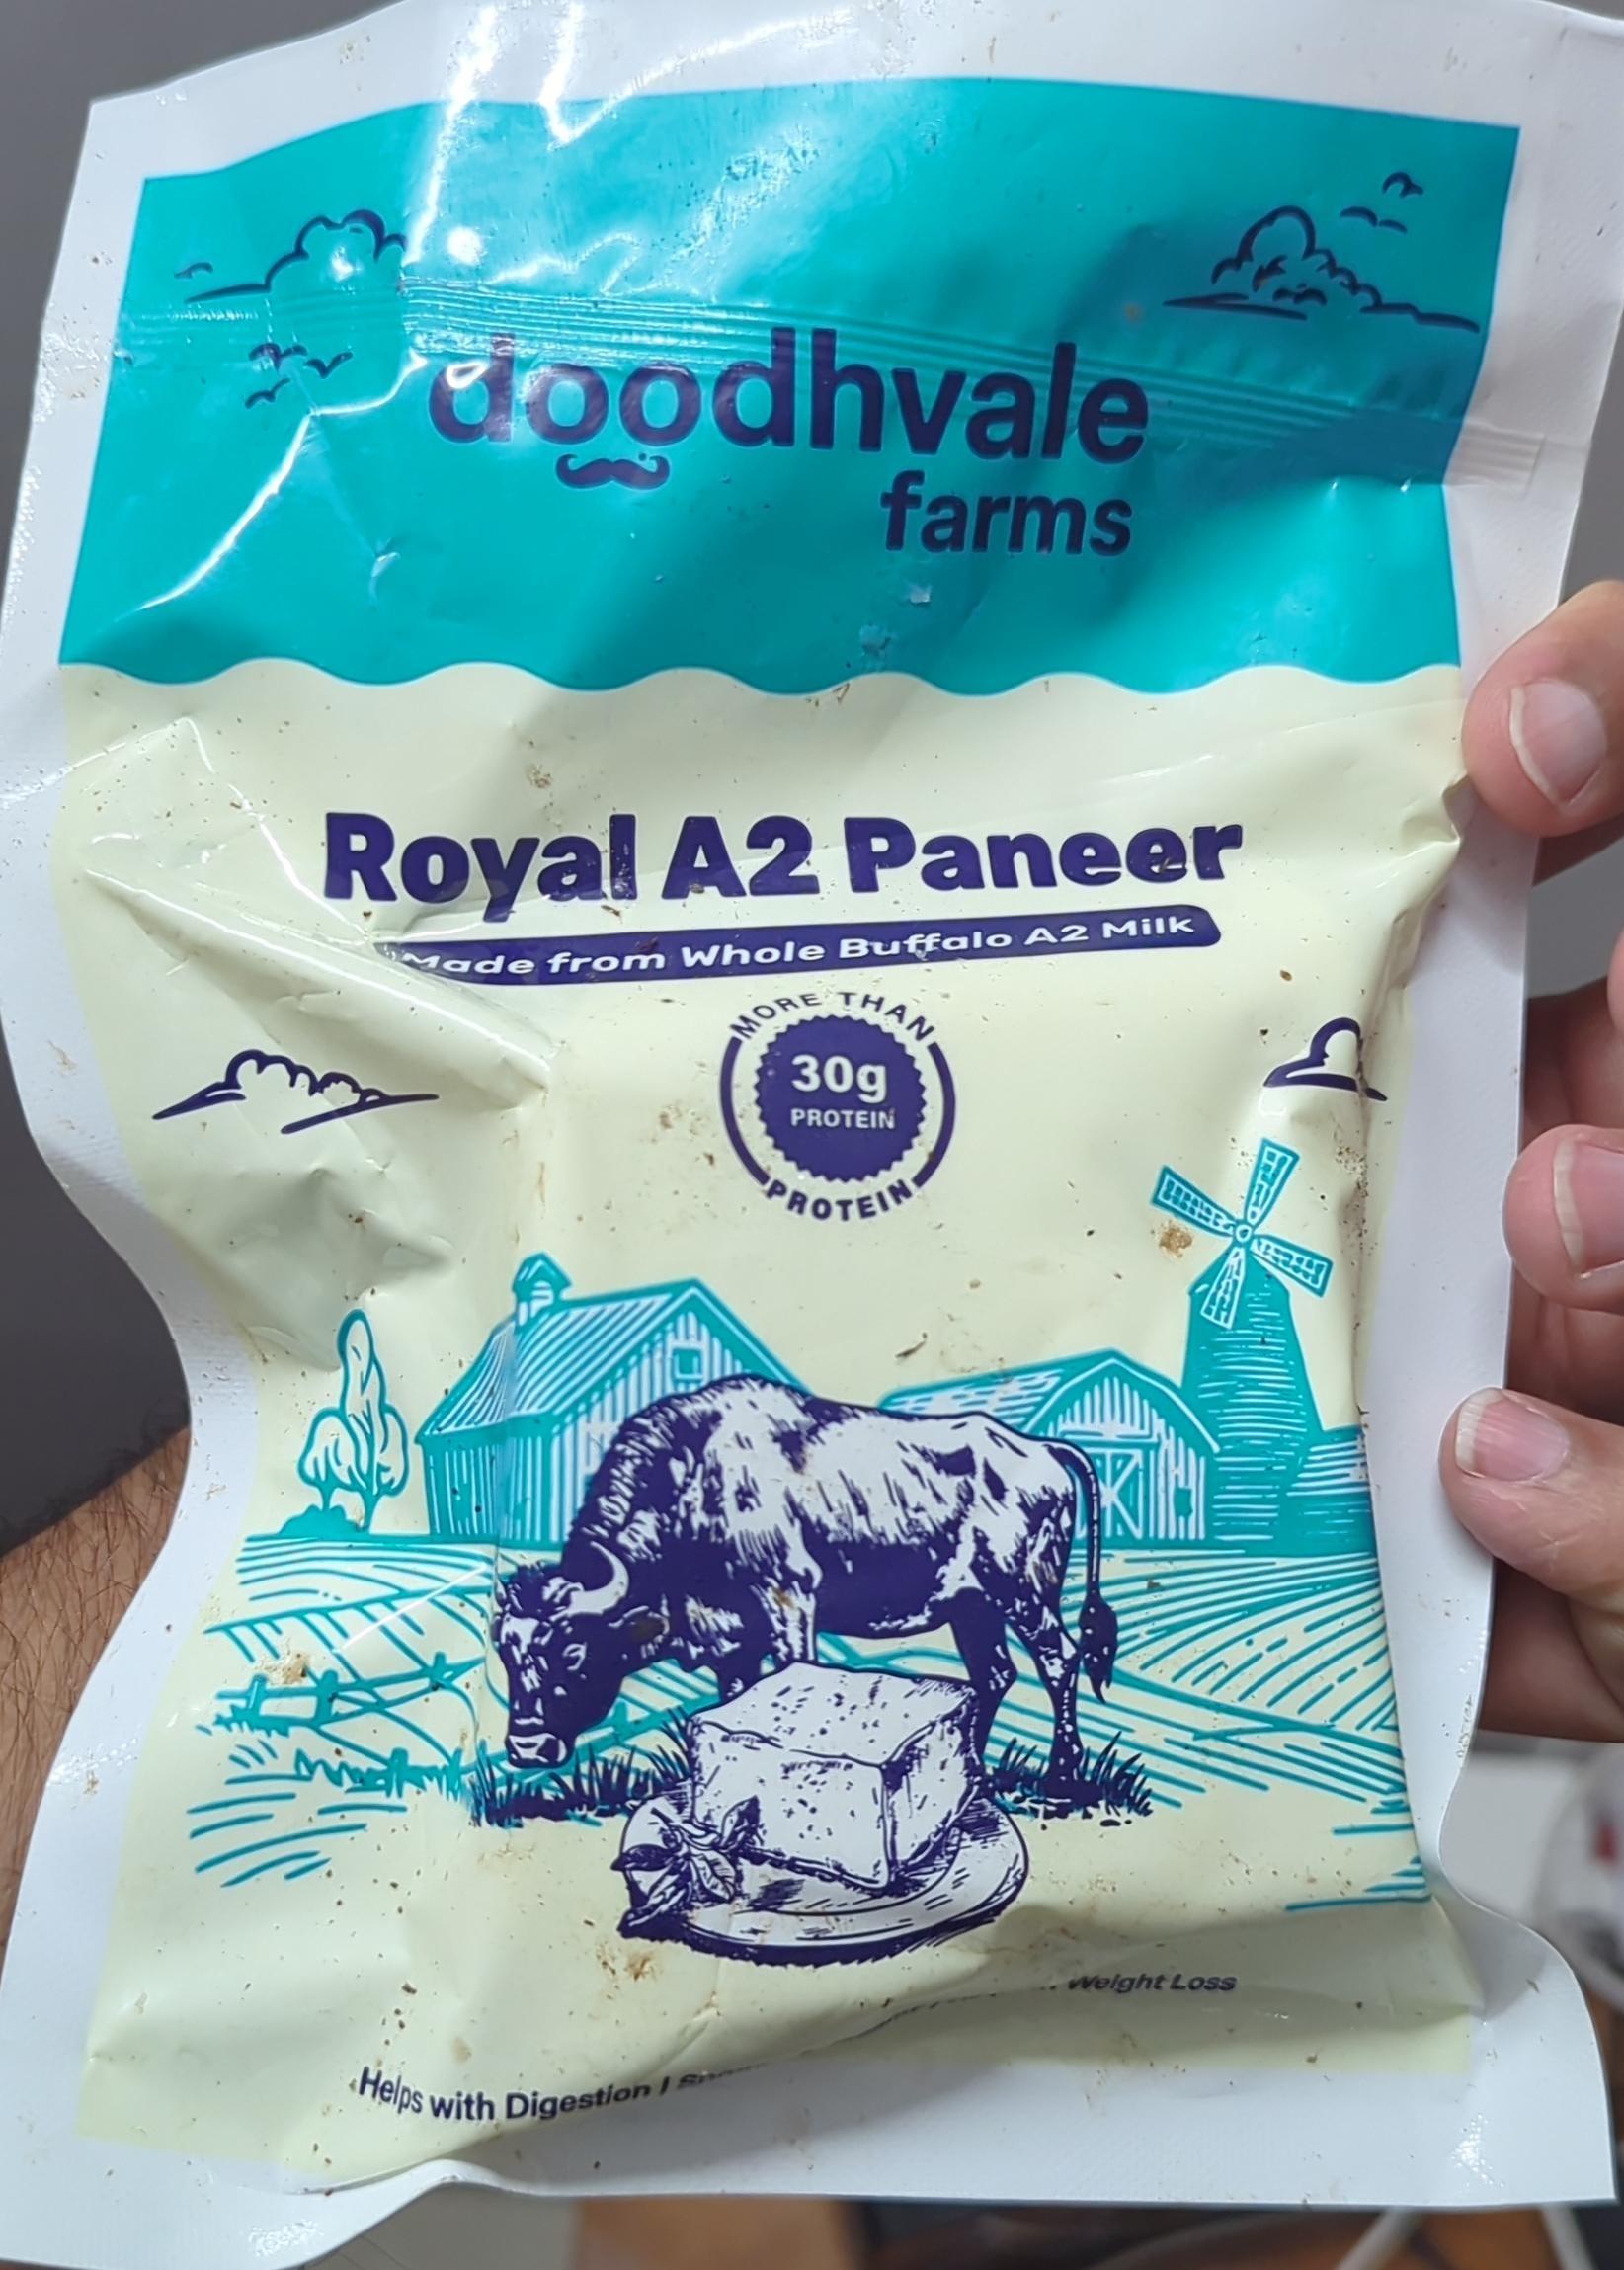 doodhvale
farms
Royal A2 Paneer
Made from Whole Buffalo A2 Milk
MORE THAN
30g
PROTEIN
PROTEIN
Weight Loss
Helps with Digestion |